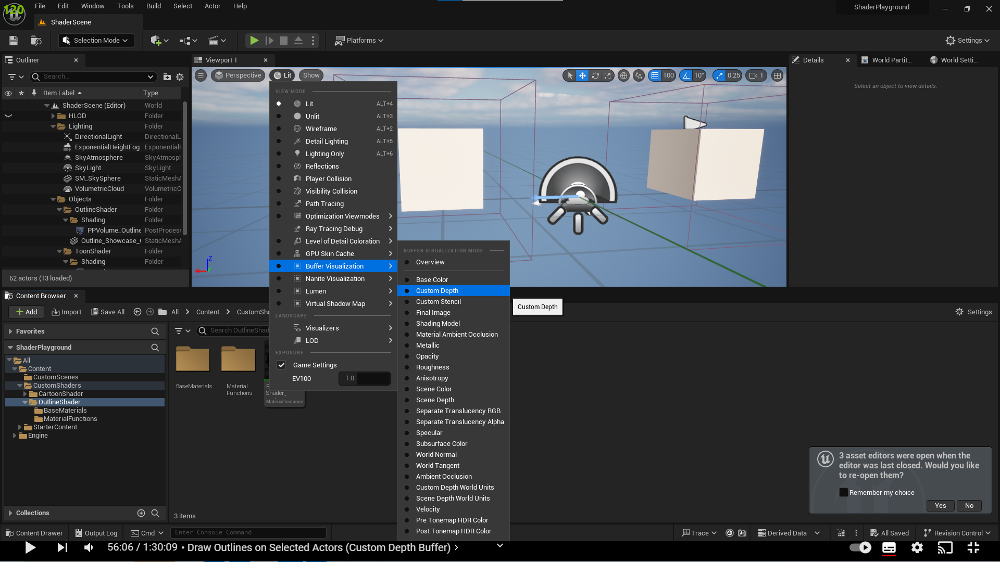 120
File Edit Window Tools Build Select Actor Help
ShaderPlayground
ShaderScene
Selection Mode
Platforms
Settings
Outliner
Viewport 1
Details
World Partit...
World Setti...
Search...
Perspective
Lit
Show
100
10°
0.25
1
Select an object to view details.
Item Label
Type
ShaderScene (Editor) World
HLOD Folder
Lighting Folder
DirectionalLight DirectionalL
ExponentialHeightFog Exponential
SkyAtmosphere SkyAtmosph
SkyLight SkyLight
SM_SkySphere StaticMeshA
VolumetricCloud VolumetricC
Objects Folder
OutlineShader Folder
Shading Folder
PPVolume_Outline PostProces
Outline_Showcase_ StaticMeshA
ToonShader Folder
Shading Folder
62 actors (13 loaded)
VIEW MODE
Lit ALT+4
Unlit ALT+3
Wireframe ALT+2
Detail Lighting ALT+5
Lighting Only ALT+6
Reflections
Player Collision
Visibility Collision
Path Tracing
Optimization Viewmodes
Ray Tracing Debug
Level of Detail Coloration
GPU Skin Cache
Buffer Visualization
Nanite Visualization
Lumen
Virtual Shadow Map
LANDSCAPE
Visualizers
LOD
EXPOSURE
Game Settings
EV100 1.0
BUFFER VISUALIZATION MODE
Overview
Base Color
Custom Depth
Custom Stencil
Final Image
Shading Model
Material Ambient Occlusion
Metallic
Opacity
Roughness
Anisotropy
Scene Color
Scene Depth
Separate Translucency RGB
Separate Translucency Alpha
Specular
Subsurface Color
World Normal
World Tangent
Ambient Occlusion
Custom Depth World Units
Scene Depth World Units
Velocity
Pre Tonemap HDR Color
Post Tonemap HDR Color
Custom Depth
X
Z
Content Browser
Add
Import
Save All
All
Content
CustomSha
Settings
Favorites
Search OutlineShad
ShaderPlayground
All
Content
CustomScenes
CustomShaders
CartoonShader
OutlineShader
BaseMaterials
MaterialFunctions
StarterContent
Engine
BaseMaterials
Material
Functions
P
Shader_
Material Instance
Collections
3 items
3 asset editors were open when the
editor was last closed. Would you like
to re-open them?
Remember my choice
Yes
No
Content Drawer
Output Log
Cmd
Enter Console Command
Trace
Derived Data
All Saved
Revision Control
56:06 / 1:30:09 • Draw Outlines on Selected Actors (Custom Depth Buffer)